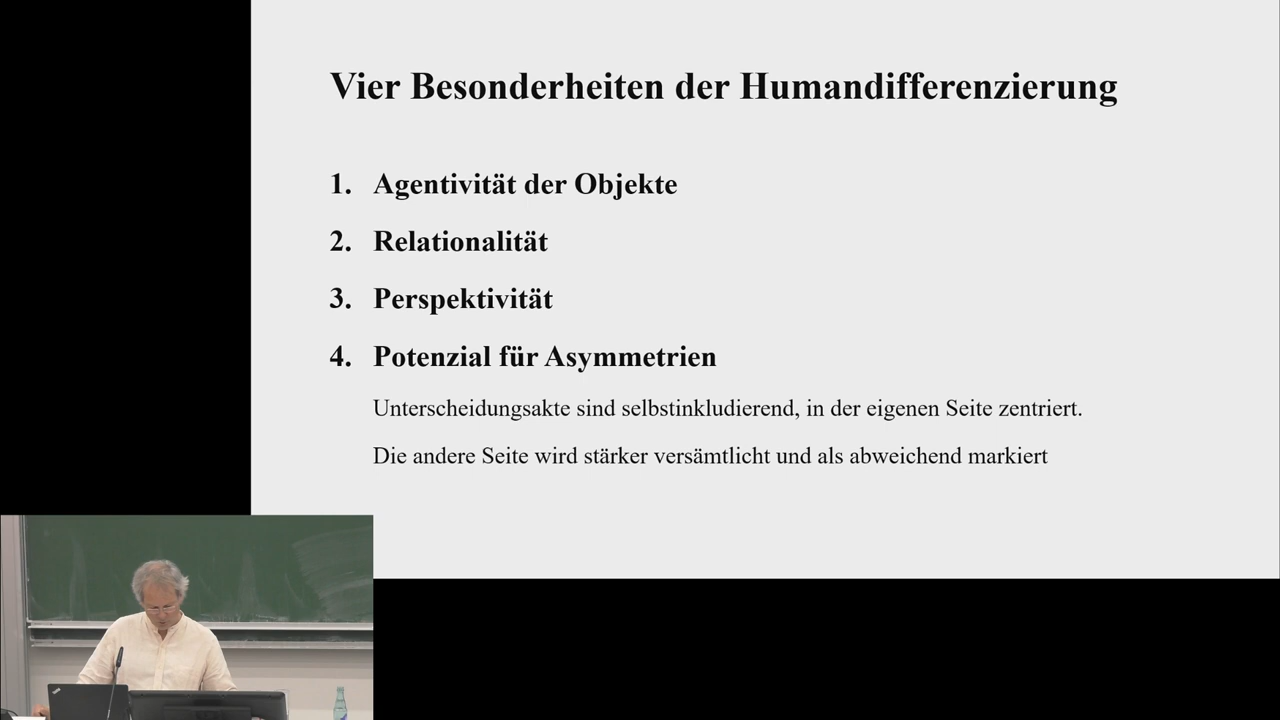 Vier Besonderheiten der Humandifferenzierung
1. Agentivität der Objekte
2. Relationalität
3. Perspektivität
4. Potenzial für Asymmetrien
Unterscheidungsakte sind selbstinkludierend, in der eigenen Seite zentriert.
Die andere Seite wird stärker versämtlicht und als abweichend markiert